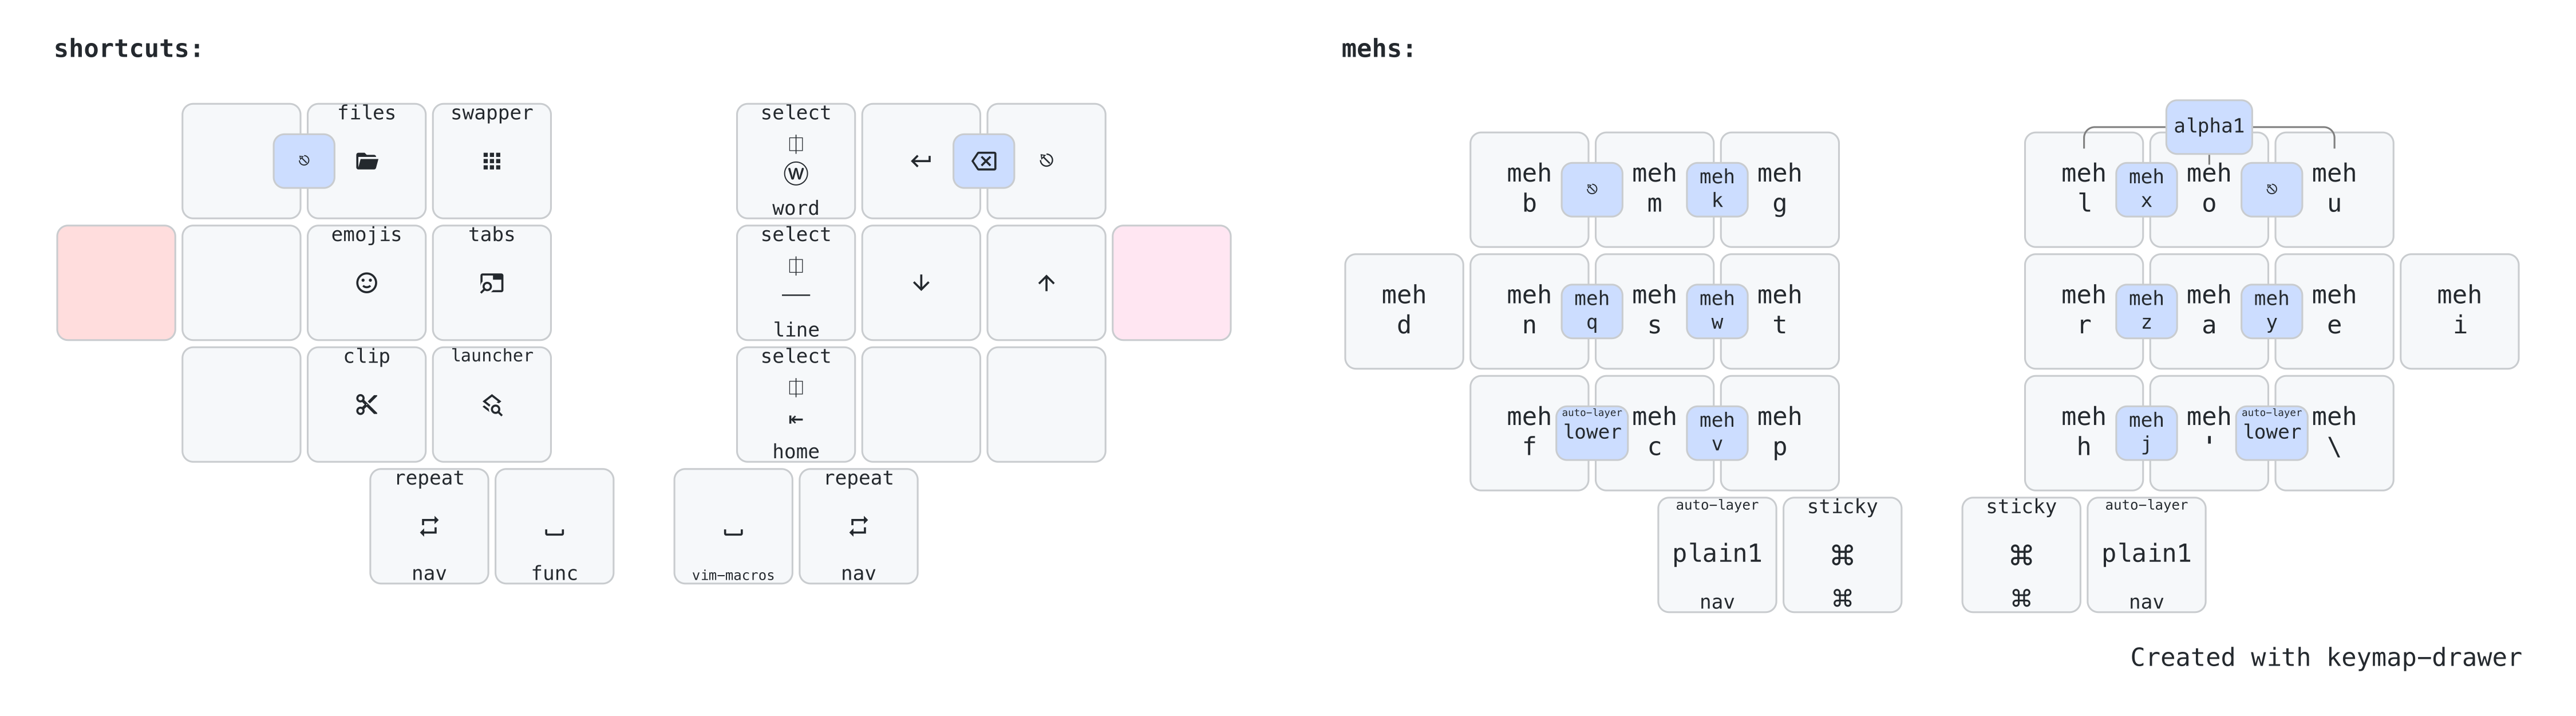 shortcuts:
files
swapper
select
Ⓦ
word
emojis
tabs
select
line
clip
launcher
select
home
repeat
nav
func
vim-macros
repeat
nav
mehs:
alpha1
meh b
meh m
meh k
meh g
meh l
meh x
meh o
meh u
meh d
meh n
meh q
meh s
meh w
meh t
meh r
meh z
meh a
meh y
meh e
meh i
meh f
auto-layer
lower
meh c
meh v
meh p
meh h
meh j
meh '
auto-layer
lower
meh \
auto-layer
plain1
nav
sticky
⌘
⌘
sticky
⌘
⌘
auto-layer
plain1
nav
Created with keymap-drawer